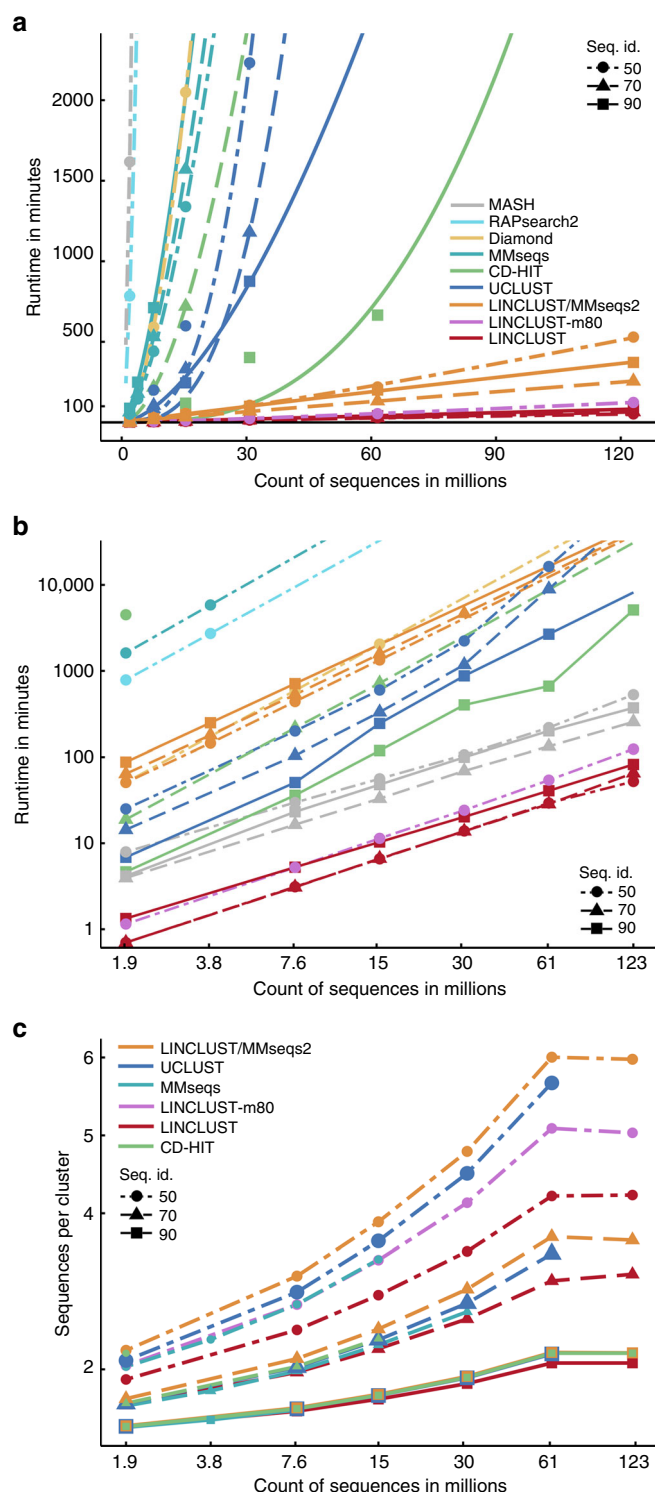 a
Seq. id.
50
70
90
2000
1500
1000
500
100
Runtime in minutes
MASH
RAPsearch2
Diamond
MMseqs
CD-HIT
UCLUST
LINCLUST/MMseqs2
LINCLUST-m80
LINCLUST
0 30 60 90 120
Count of sequences in millions
b
10,000
1000
100
10
1
Runtime in minutes
Seq. id.
50
70
90
1.9 3.8 7.6 15 30 61 123
Count of sequences in millions
c
LINCLUST/MMseqs2
UCLUST
MMseqs
LINCLUST-m80
LINCLUST
CD-HIT
Seq. id.
50
70
90
6
5
4
2
Sequences per cluster
1.9 3.8 7.6 15 30 61 123
Count of sequences in millions